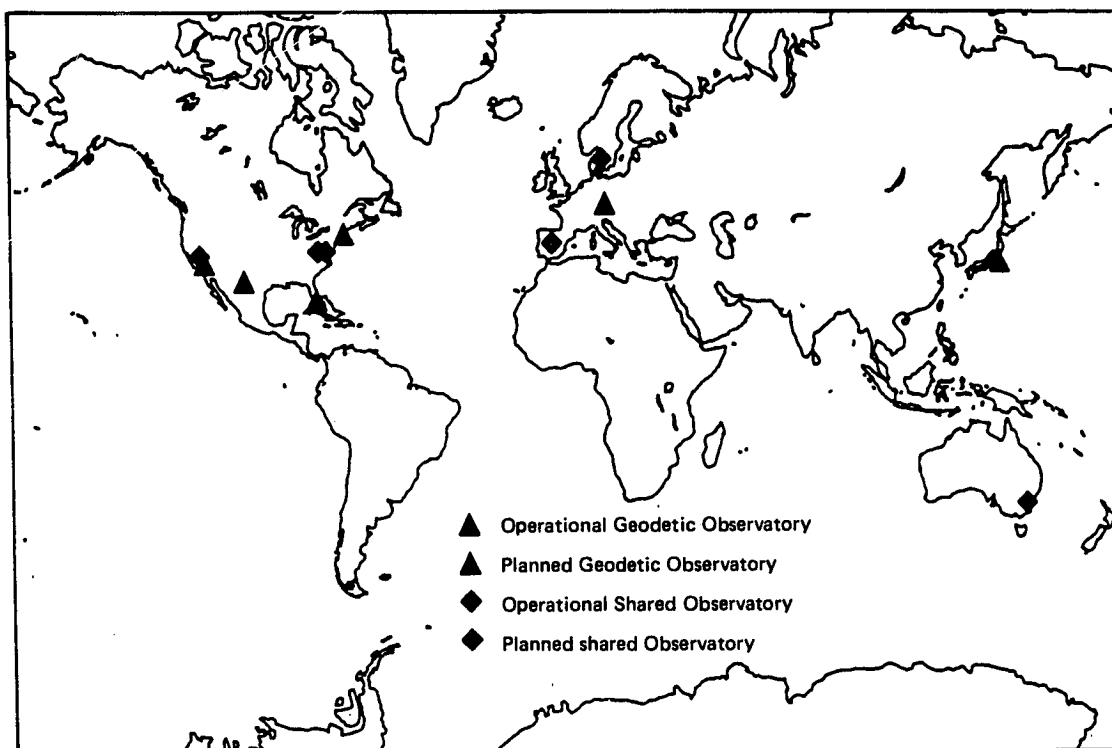 Operational Geodetic Observatory
Planned Geodetic Observatory
Operational Shared Observatory
Planned shared Observatory